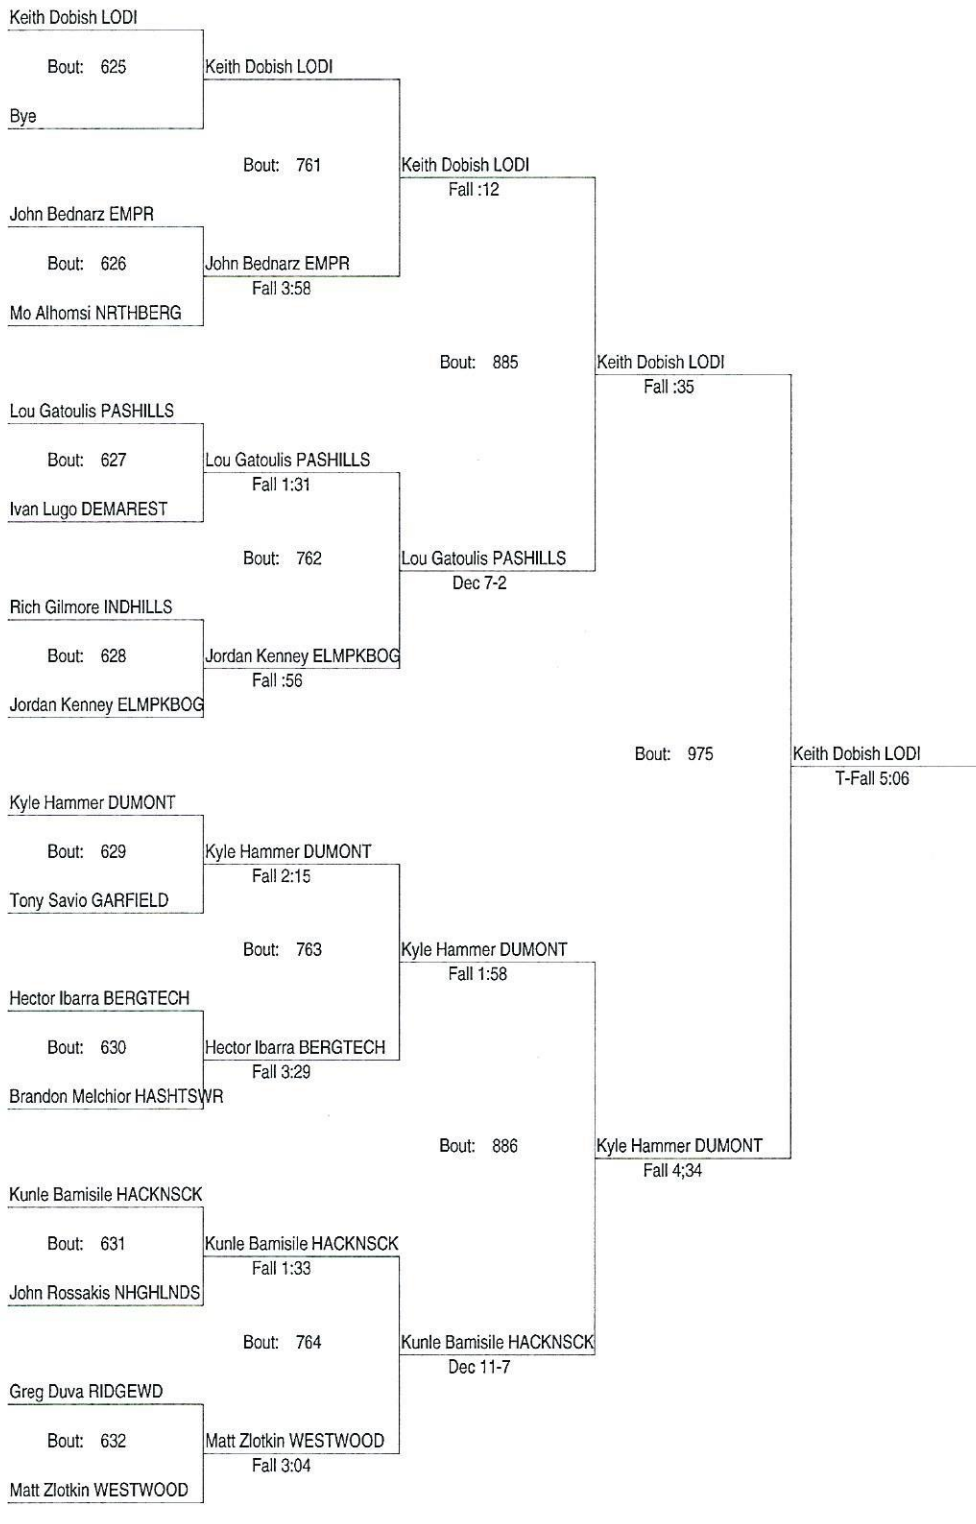 Keith Dobish LODI
Bout: 625
Keith Dobish LODI
Bye
Bout: 761
Keith Dobish LODI
Fall :12
John Bednarz EMPR
Bout: 626
John Bednarz EMPR
Fall 3:58
Mo Alhomsi NRTHBERG
Bout: 885
Keith Dobish LODI
Fall :35
Lou Gatoulis PASHILLS
Bout: 627
Lou Gatoulis PASHILLS
Fall 1:31
Ivan Lugo DEMAREST
Bout: 762
Lou Gatoulis PASHILLS
Dec 7-2
Rich Gilmore INDHILLS
Bout: 628
Jordan Kenney ELMPKBOG
Fall :56
Jordan Kenney ELMPKBOG
Bout: 975
Keith Dobish LODI
T-Fall 5:06
Kyle Hammer DUMONT
Bout: 629
Kyle Hammer DUMONT
Fall 2:15
Tony Savio GARFIELD
Bout: 763
Kyle Hammer DUMONT
Fall 1:58
Hector Ibarra BERGTECH
Bout: 630
Hector Ibarra BERGTECH
Fall 3:29
Brandon Melchior HASHTSWR
Bout: 886
Kyle Hammer DUMONT
Fall 4;34
Kunle Bamisile HACKNSCK
Bout: 631
Kunle Bamisile HACKNSCK
Fall 1:33
John Rossakis NHGHLNDS
Bout: 764
Kunle Bamisile HACKNSCK
Dec 11-7
Greg Duva RIDGEWD
Bout: 632
Matt Zlotkin WESTWOOD
Fall 3:04
Matt Zlotkin WESTWOOD